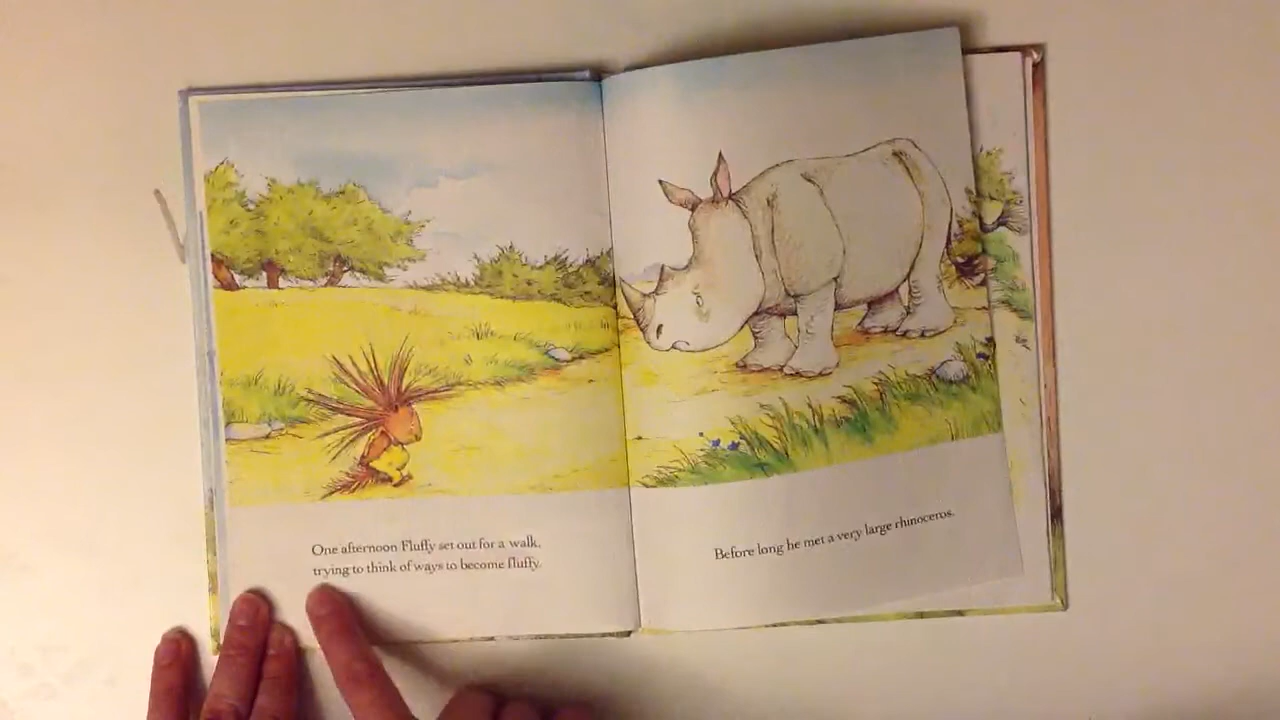 One afternoon Fluffy set out for a walk,
trying to think of ways to become fluffy.
Before long he met a very large rhinoceros.